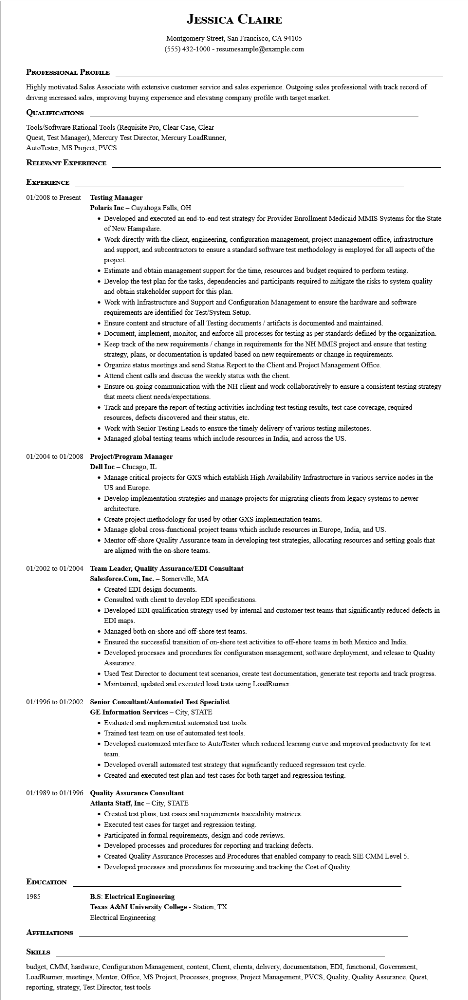 Jessica Claire
Montgomery Street, San Francisco, CA 94105
(555) 432-1000 - resumesample@example.com
Professional Profile
Highly motivated Sales Associate with extensive customer service and sales experience. Outgoing sales professional with track record of
driving increased sales, improving buying experience and elevating company profile with target market.
Qualifications
Tools/Software Rational Tools (Requisite Pro, Clear Case, Clear
Quest, Test Manager), Mercury Test Director, Mercury LoadRunner,
AutoTester, MS Project, PVCS
Relevant Experience
Experience
01/2008 to Present Testing Manager
Polaris Inc – Cuyahoga Falls, OH
• Developed and executed an end-to-end test strategy for Provider Enrollment Medicaid MMIS Systems for the State
of New Hampshire.
• Work directly with the client, engineering, configuration management, project management office, infrastructure
and support, and subcontractors to ensure a standard software test methodology is employed for all aspects of the
project.
• Estimate and obtain management support for the time, resources and budget required to perform testing.
• Develop the test plan for the tasks, dependencies and participants required to mitigate the risks to system quality
and obtain stakeholder support for this plan.
• Work with Infrastructure and Support and Configuration Management to ensure the hardware and software
requirements are identified for Test/System Setup.
• Ensure content and structure of all Testing documents / artifacts is documented and maintained.
• Document, implement, monitor, and enforce all processes for testing as per standards defined by the organization.
• Keep track of the new requirements / change in requirements for the NH MMIS project and ensure that testing
strategy, plans, or documentation is updated based on new requirements or change in requirements.
• Organize status meetings and send Status Report to the Client and Project Management Office.
• Attend client calls and discuss the weekly status with the client.
• Ensure on-going communication with the NH client and work collaboratively to ensure a consistent testing strategy
that meets client needs/expectations.
• Track and prepare the report of testing activities including test testing results, test case coverage, required
resources, defects discovered and their status, etc.
• Work with Senior Testing Leads to ensure the timely delivery of various testing milestones.
• Managed global testing teams which include resources in India, and across the US.
01/2004 to 01/2008 Project/Program Manager
Dell Inc – Chicago, IL
• Manage critical projects for GXS which establish High Availability Infrastructure in various service nodes in the
US and Europe.
• Develop implementation strategies and manage projects for migrating clients from legacy systems to newer
architecture.
• Create project methodology for used by other GXS implementation teams.
• Manage global cross-functional project teams which include resources in Europe, India, and US.
• Mentor off-shore Quality Assurance team in developing test strategies, allocating resources and setting goals that
are aligned with the on-shore teams.
01/2002 to 01/2004 Team Leader, Quality Assurance/EDI Consultant
Salesforce.Com, Inc. – Somerville, MA
• Created EDI design documents.
• Consulted with client to develop EDI specifications.
• Developed EDI qualification strategy used by internal and customer test teams that significantly reduced defects in
EDI maps.
• Managed both on-shore and off-shore test teams.
• Ensured the successful transition of on-shore test activities to off-shore teams in both Mexico and India.
• Developed processes and procedures for configuration management, software deployment, and release to Quality
Assurance.
• Used Test Director to document test scenarios, create test documentation, generate test reports and track progress.
• Maintained, updated and executed load tests using LoadRunner.
01/1996 to 01/2002 Senior Consultant/Automated Test Specialist
GE Information Services – City, STATE
• Evaluated and implemented automated test tools.
• Trained test team on use of automated test tools.
• Developed customized interface to AutoTester which reduced learning curve and improved productivity for test
team.
• Developed overall automated test strategy that significantly reduced regression test cycle.
• Created and executed test plan and test cases for both target and regression testing.
01/1989 to 01/1996 Quality Assurance Consultant
Atlanta Staff, Inc – City, STATE
• Created test plans, test cases and requirements traceability matrices.
• Executed test cases for target and regression testing.
• Participated in formal requirements, design and code reviews.
• Developed processes and procedures for reporting and tracking defects.
• Created Quality Assurance Processes and Procedures that enabled company to reach SIE CMM Level 5.
• Developed processes and procedures for measuring and tracking the Cost of Quality.
Education
1985 B.S: Electrical Engineering
Texas A&M University College - Station, TX
Electrical Engineering
Affiliations
Skills
budget, CMM, hardware, Configuration Management, content, Client, clients, delivery, documentation, EDI, functional, Government,
LoadRunner, meetings, Mentor, Office, MS Project, Processes, progress, Project Management, PVCS, Quality, Quality Assurance, Quest,
reporting, strategy, Test Director, test tools